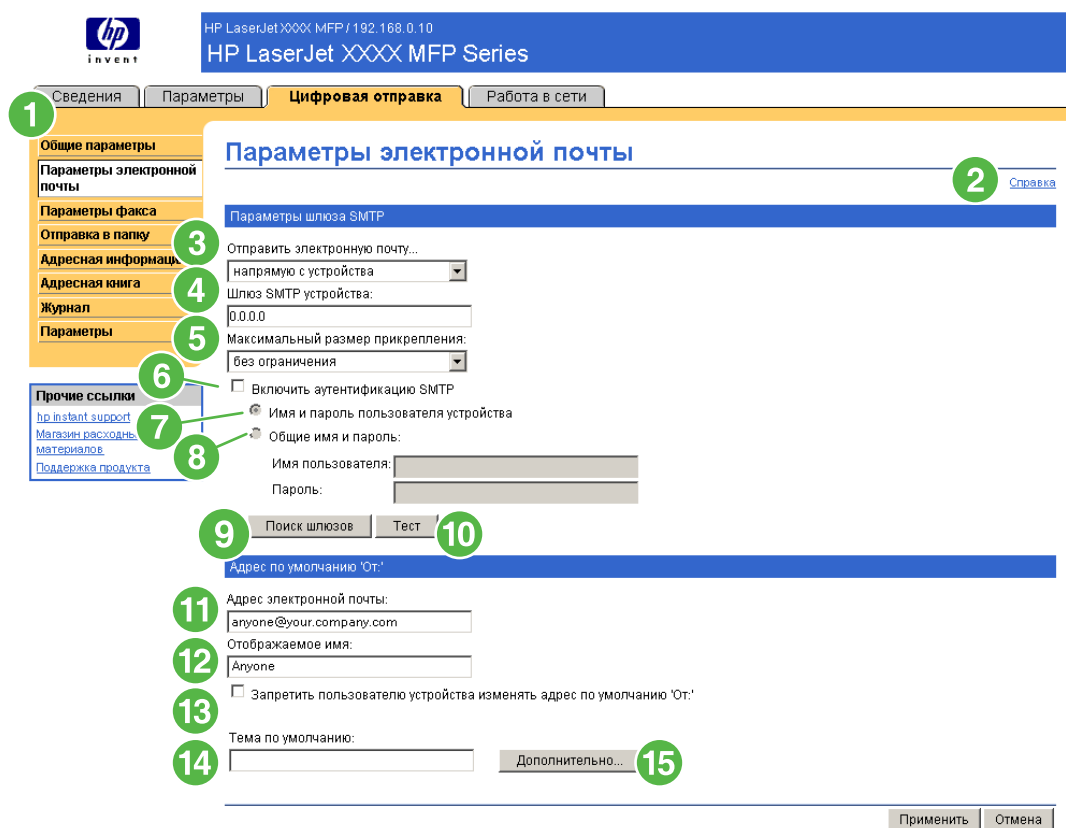 hp
invent
HP LaserJet XXXX MFP / 192.168.0.10
HP LaserJet XXXX MFP Series
Сведения
Параметры
Цифровая отправка
Работа в сети
1
Общие параметры
Параметры электронной
почты
Параметры факса
Отправка в папку
Адресная информац
Адресная книга
Журнал
Параметры
Прочие ссылки
hp instant support
Магазин расходны
материалов
Поддержка продукта
Параметры электронной почты
2
Справка
Параметры шлюза SMTP
3
Отправить электронную почту...
напрямую с устройства
4
Шлюз SMTP устройства:
0.0.0.0
5
Максимальный размер прикрепления:
без ограничения
6
Включить аутентификацию SMTP
7
Имя и пароль пользователя устройства
8
Общие имя и пароль:
Имя пользователя:
Пароль:
9
Поиск шлюзов
Тест
10
Адрес по умолчанию 'От:'
11
Адрес электронной почты:
anyone@your.company.com
12
Отображаемое имя:
Anyone
13
Запретить пользователю устройства изменять адрес по умолчанию 'От:'
14
Тема по умолчанию:
Дополнительно...
15
Применить
Отмена